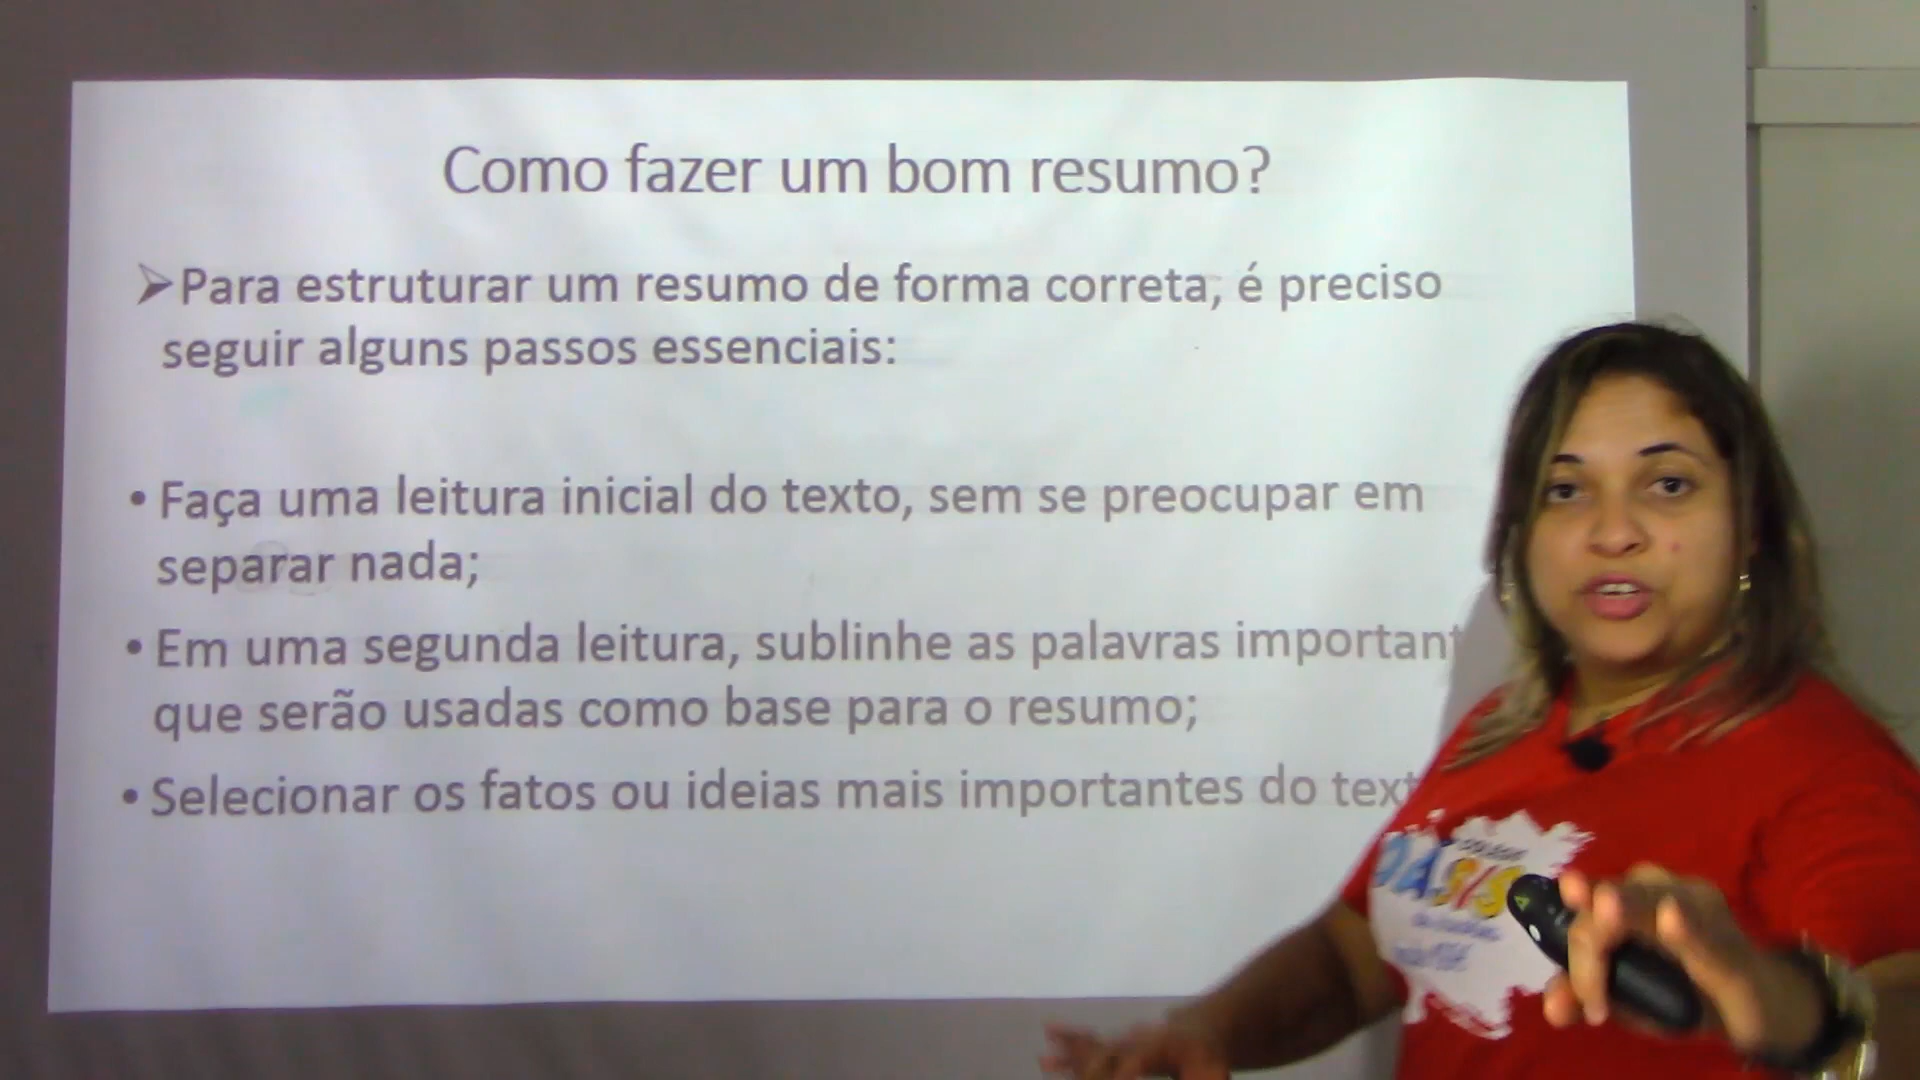 Como fazer um bom resumo?
➢Para estruturar um resumo de forma correta, é preciso
seguir alguns passos essenciais:
• Faça uma leitura inicial do texto, sem se preocupar em
separar nada;
• Em uma segunda leitura, sublinhe as palavras important
que serão usadas como base para o resumo;
• Selecionar os fatos ou ideias mais importantes do text
OÁSIS